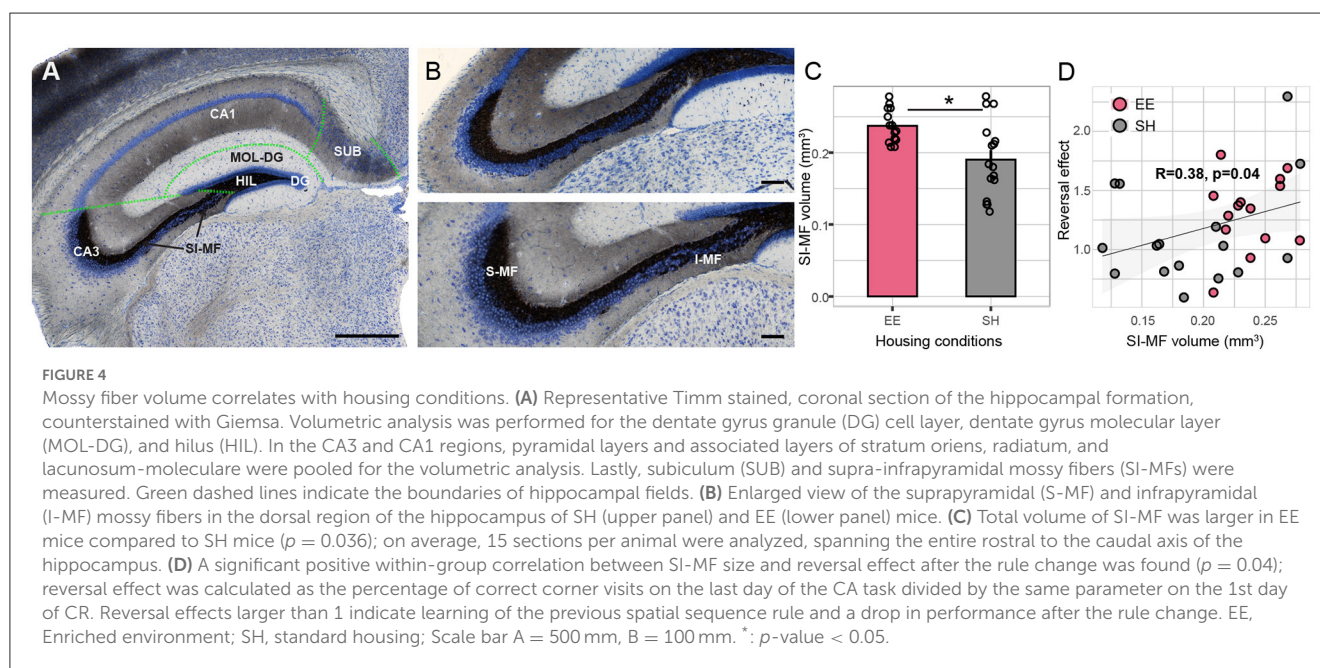 A
CA1
MOL-DG
SUB
HIL
DG
CA3
SI-MF
B
S-MF
I-MF
C
*
SI-MF volume (mm³)
0.2
0.1
0.0
EE
SH
Housing conditions
D
EE
SH
R=0.38, p=0.04
Reversal effect
2.0
1.5
1.0
0.15
0.20
0.25
SI-MF volume (mm³)
FIGURE 4
Mossy fiber volume correlates with housing conditions. (A) Representative Timm stained, coronal section of the hippocampal formation,
counterstained with Giemsa. Volumetric analysis was performed for the dentate gyrus granule (DG) cell layer, dentate gyrus molecular layer
(MOL-DG), and hilus (HIL). In the CA3 and CA1 regions, pyramidal layers and associated layers of stratum oriens, radiatum, and
lacunosum-moleculare were pooled for the volumetric analysis. Lastly, subiculum (SUB) and supra-infrapyramidal mossy fibers (SI-MFs) were
measured. Green dashed lines indicate the boundaries of hippocampal fields. (B) Enlarged view of the suprapyramidal (S-MF) and infrapyramidal
(I-MF) mossy fibers in the dorsal region of the hippocampus of SH (upper panel) and EE (lower panel) mice. (C) Total volume of SI-MF was larger in EE
mice compared to SH mice (p = 0.036); on average, 15 sections per animal were analyzed, spanning the entire rostral to the caudal axis of the
hippocampus. (D) A significant positive within-group correlation between SI-MF size and reversal effect after the rule change was found (p = 0.04);
reversal effect was calculated as the percentage of correct corner visits on the last day of the CA task divided by the same parameter on the 1st day
of CR. Reversal effects larger than 1 indicate learning of the previous spatial sequence rule and a drop in performance after the rule change. EE,
Enriched environment; SH, standard housing; Scale bar A = 500 mm, B = 100 mm. *: p-value < 0.05.